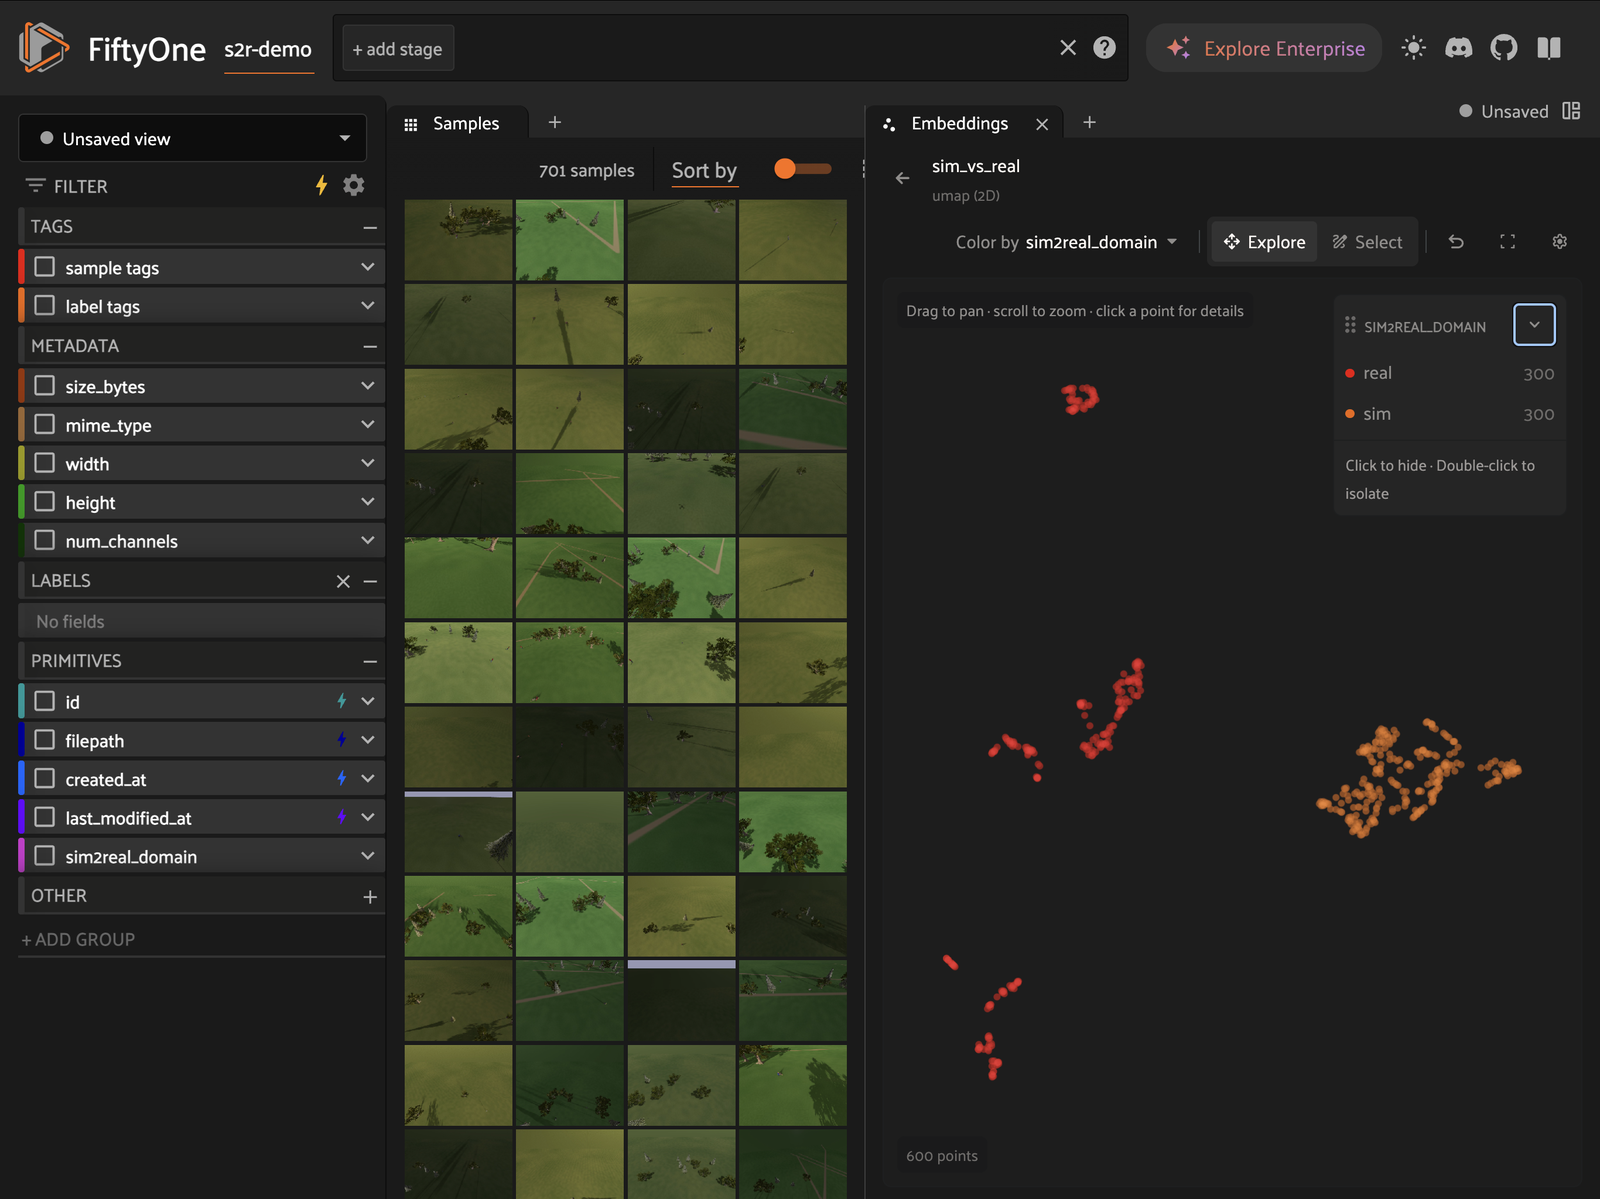 FiftyOne
s2r-demo
+ add stage
Explore Enterprise
Unsaved view
FILTER
TAGS
sample tags
label tags
METADATA
size_bytes
mime_type
width
height
num_channels
LABELS
No fields
PRIMITIVES
id
filepath
created_at
last_modified_at
sim2real_domain
OTHER
+ ADD GROUP
Samples
701 samples
Sort by
Embeddings
Unsaved
sim_vs_real
umap (2D)
Color by sim2real_domain
Explore
Select
Drag to pan · scroll to zoom · click a point for details
SIM2REAL_DOMAIN
real 300
sim 300
Click to hide · Double-click to
isolate
600 points